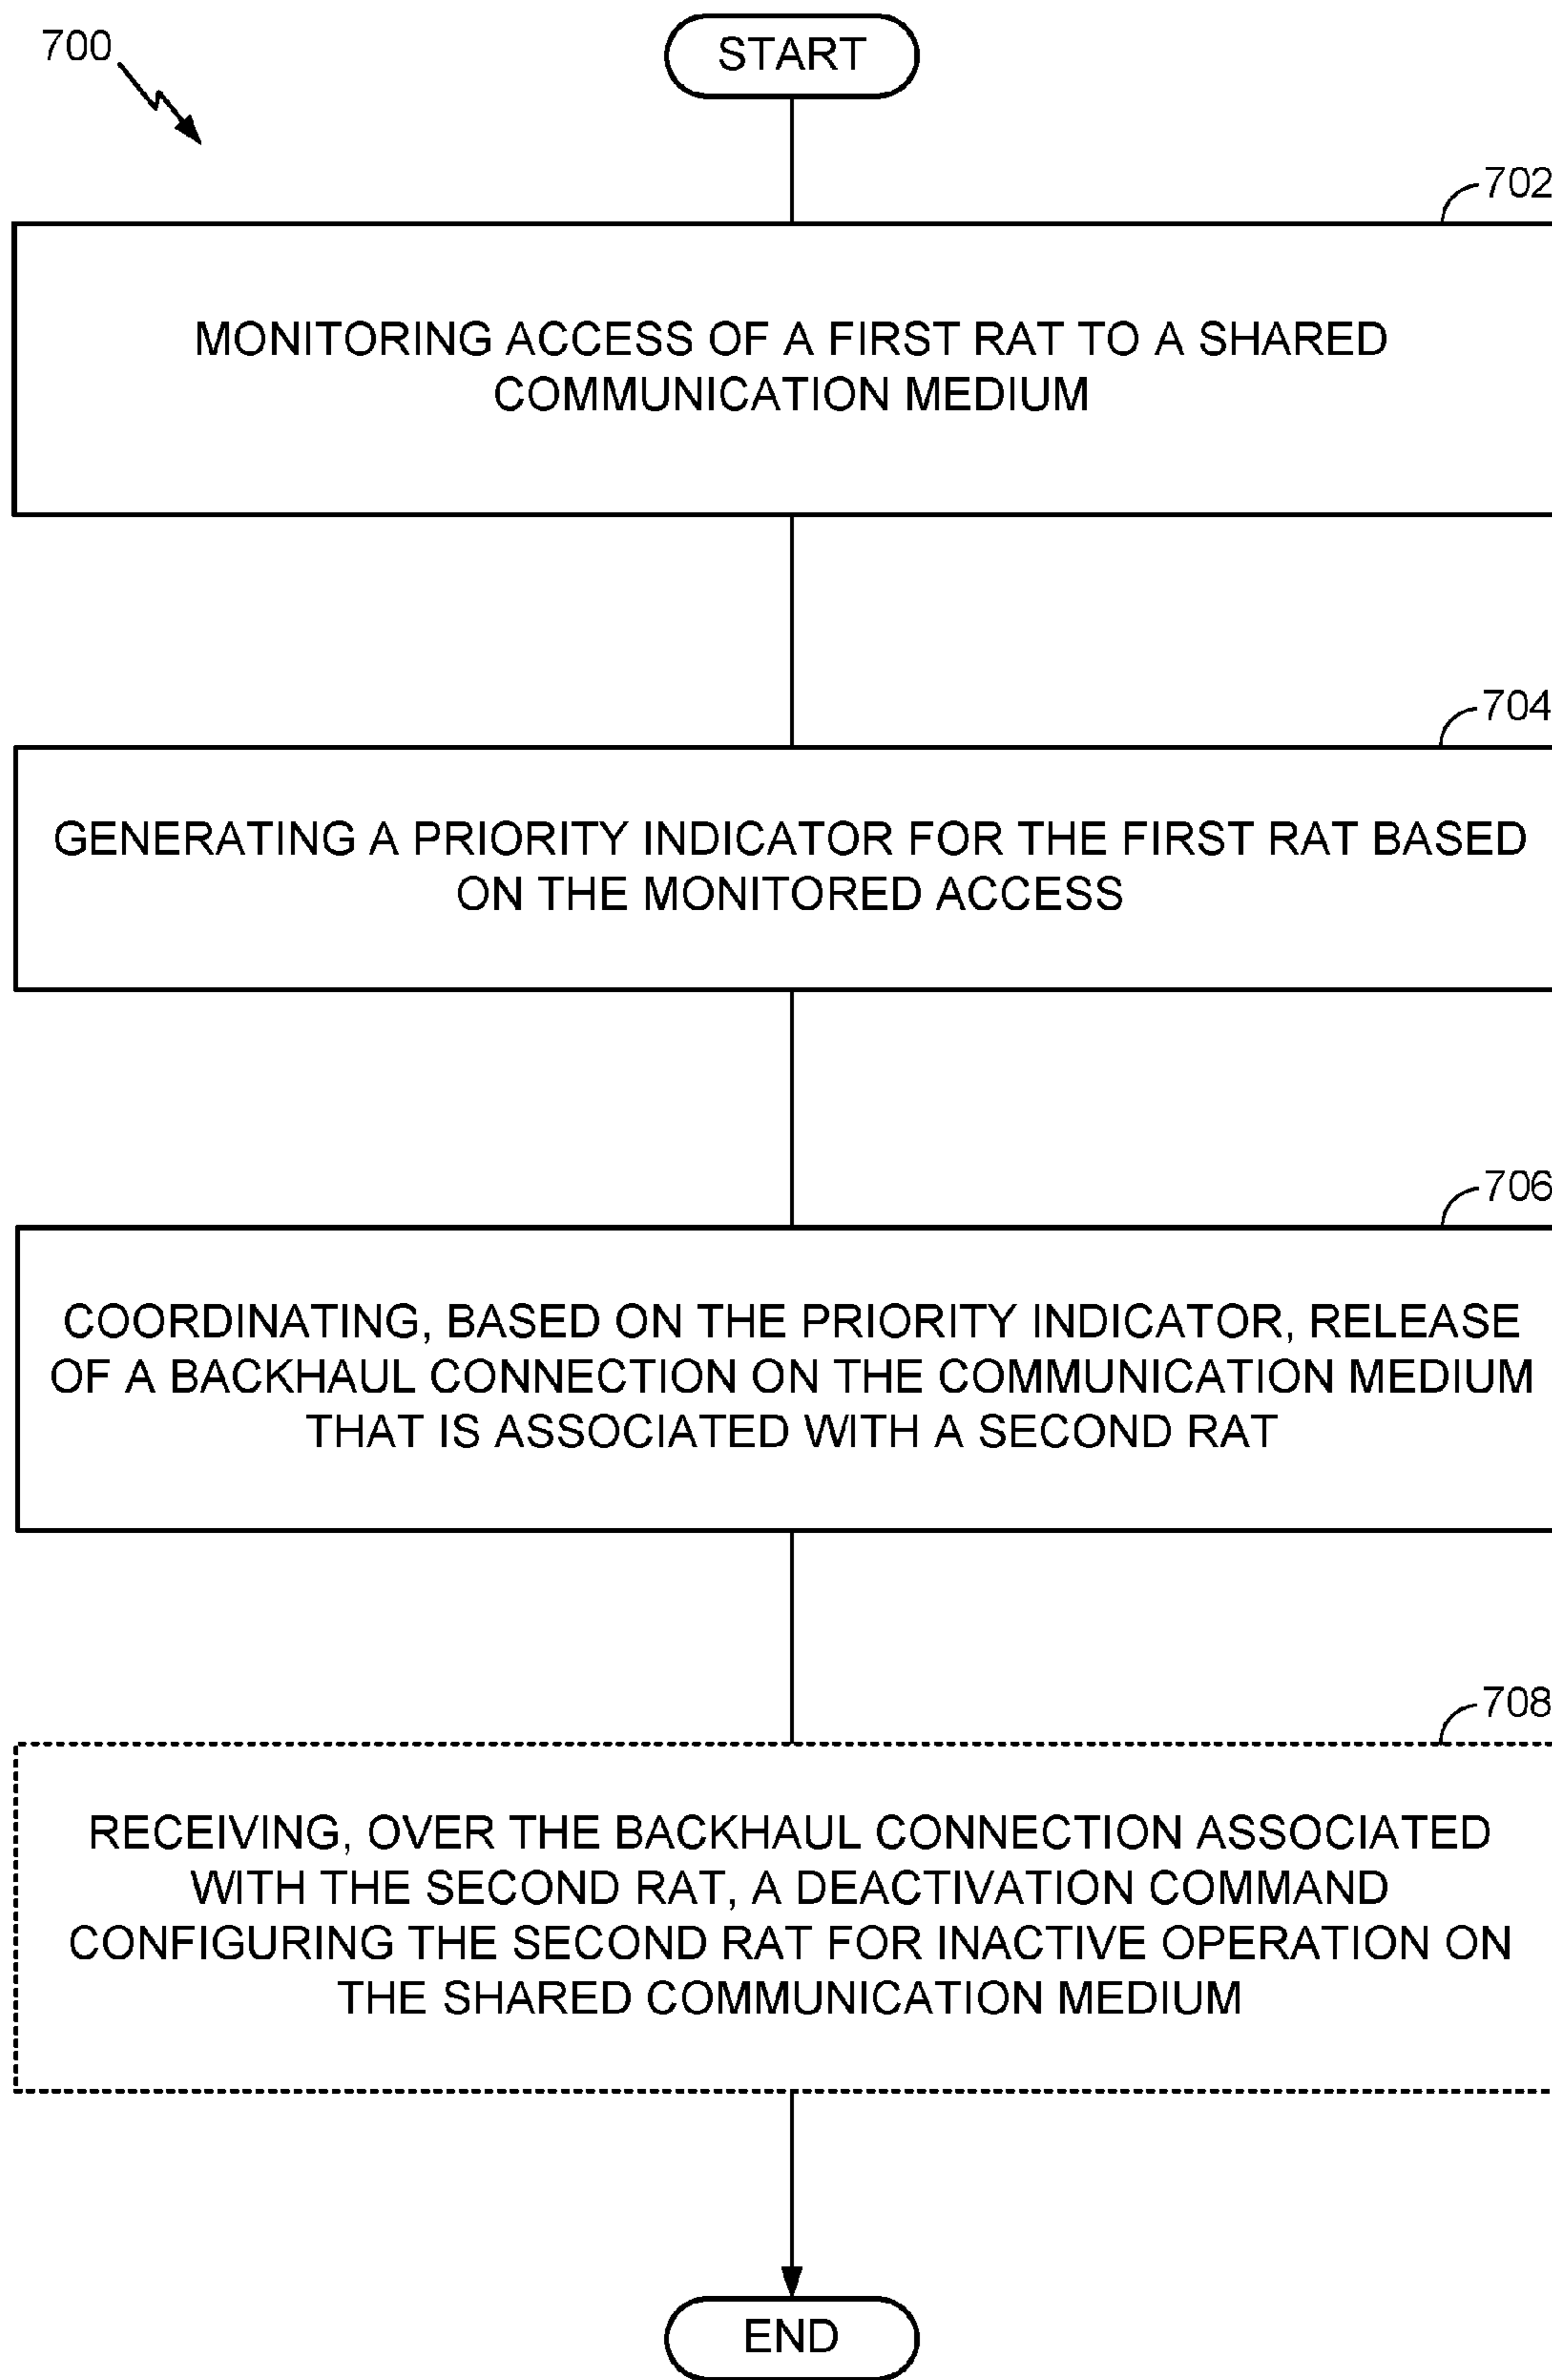 700
START
702
MONITORING ACCESS OF A FIRST RAT TO A SHARED
COMMUNICATION MEDIUM
704
GENERATING A PRIORITY INDICATOR FOR THE FIRST RAT BASED
ON THE MONITORED ACCESS
706
COORDINATING, BASED ON THE PRIORITY INDICATOR, RELEASE
OF A BACKHAUL CONNECTION ON THE COMMUNICATION MEDIUM
THAT IS ASSOCIATED WITH A SECOND RAT
708
RECEIVING, OVER THE BACKHAUL CONNECTION ASSOCIATED
WITH THE SECOND RAT, A DEACTIVATION COMMAND
CONFIGURING THE SECOND RAT FOR INACTIVE OPERATION ON
THE SHARED COMMUNICATION MEDIUM
END